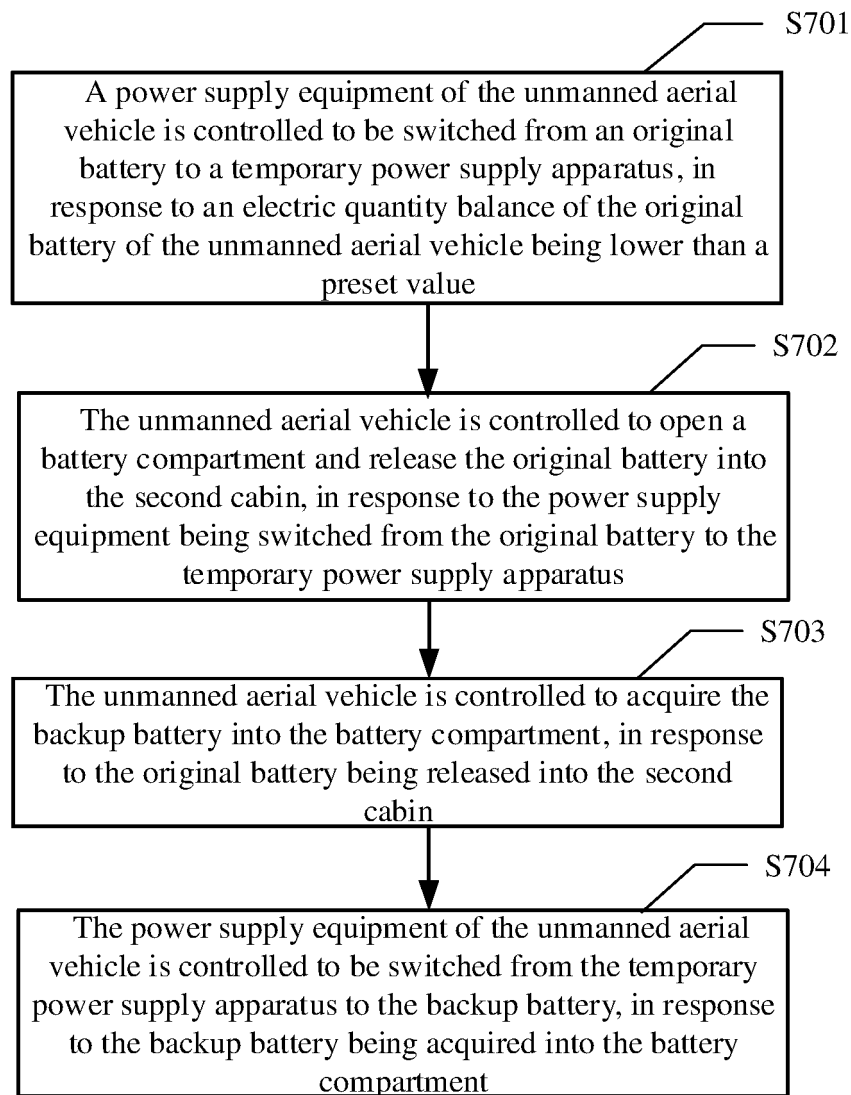 S701
A power supply equipment of the unmanned aerial
vehicle is controlled to be switched from an original
battery to a temporary power supply apparatus, in
response to an electric quantity balance of the original
battery of the unmanned aerial vehicle being lower than a
preset value
S702
The unmanned aerial vehicle is controlled to open a
battery compartment and release the original battery into
the second cabin, in response to the power supply
equipment being switched from the original battery to the
temporary power supply apparatus
S703
The unmanned aerial vehicle is controlled to acquire the
backup battery into the battery compartment, in response
to the original battery being released into the second
cabin
S704
The power supply equipment of the unmanned aerial
vehicle is controlled to be switched from the temporary
power supply apparatus to the backup battery, in response
to the backup battery being acquired into the battery
compartment